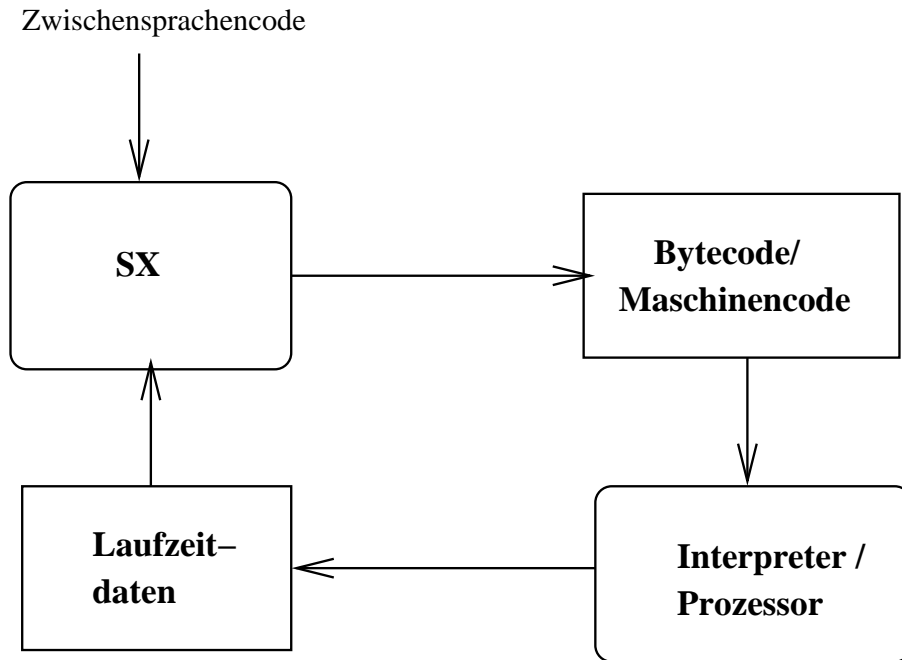 Zwischensprachencode
SX
Bytecode/
Maschinencode
Laufzeit–
daten
Interpreter /
Prozessor